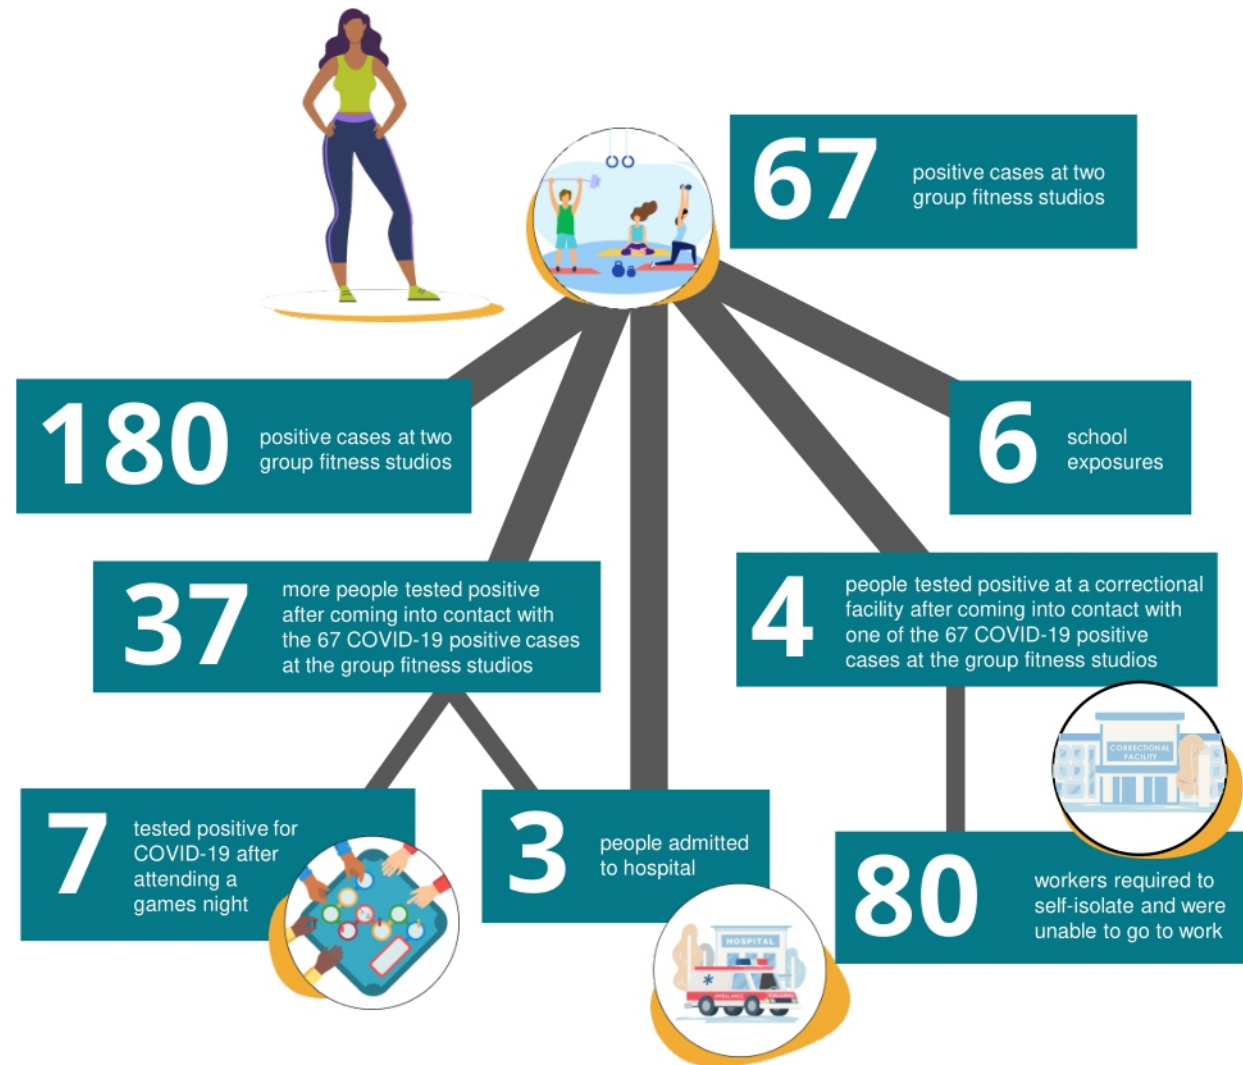 67
positive cases at two
group fitness studios
180
positive cases at two
group fitness studios
6
school
exposures
37
more people tested positive
after coming into contact with
the 67 COVID-19 positive cases
at the group fitness studios
4
people tested positive at a correctional
facility after coming into contact with
one of the 67 COVID-19 positive
cases at the group fitness studios
CORRECTIONAL
FACILITY
7
tested positive for
COVID-19 after
attending a
games night
3
people admitted
to hospital
HOSPITAL
AMBULANCE
80
workers required to
self-isolate and were
unable to go to work